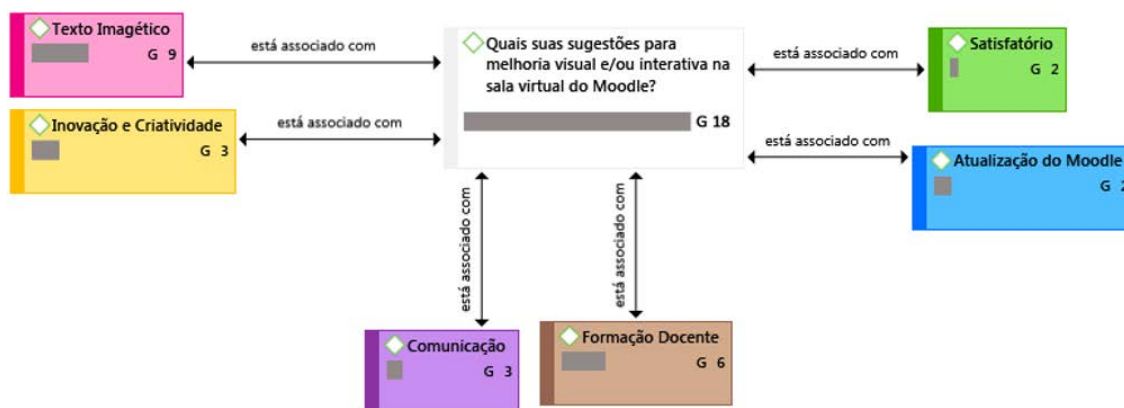 Texto Imagético
G 9
está associado com
Quais suas sugestões para
melhoria visual e/ou interativa na
sala virtual do Moodle?
G 18
está associado com
Satisfatório
G 2
Inovação e Criatividade
G 3
está associado com
está associado com
Atualização do Moodle
G
está associado com
está associado com
Comunicação
G 3
Formação Docente
G 6